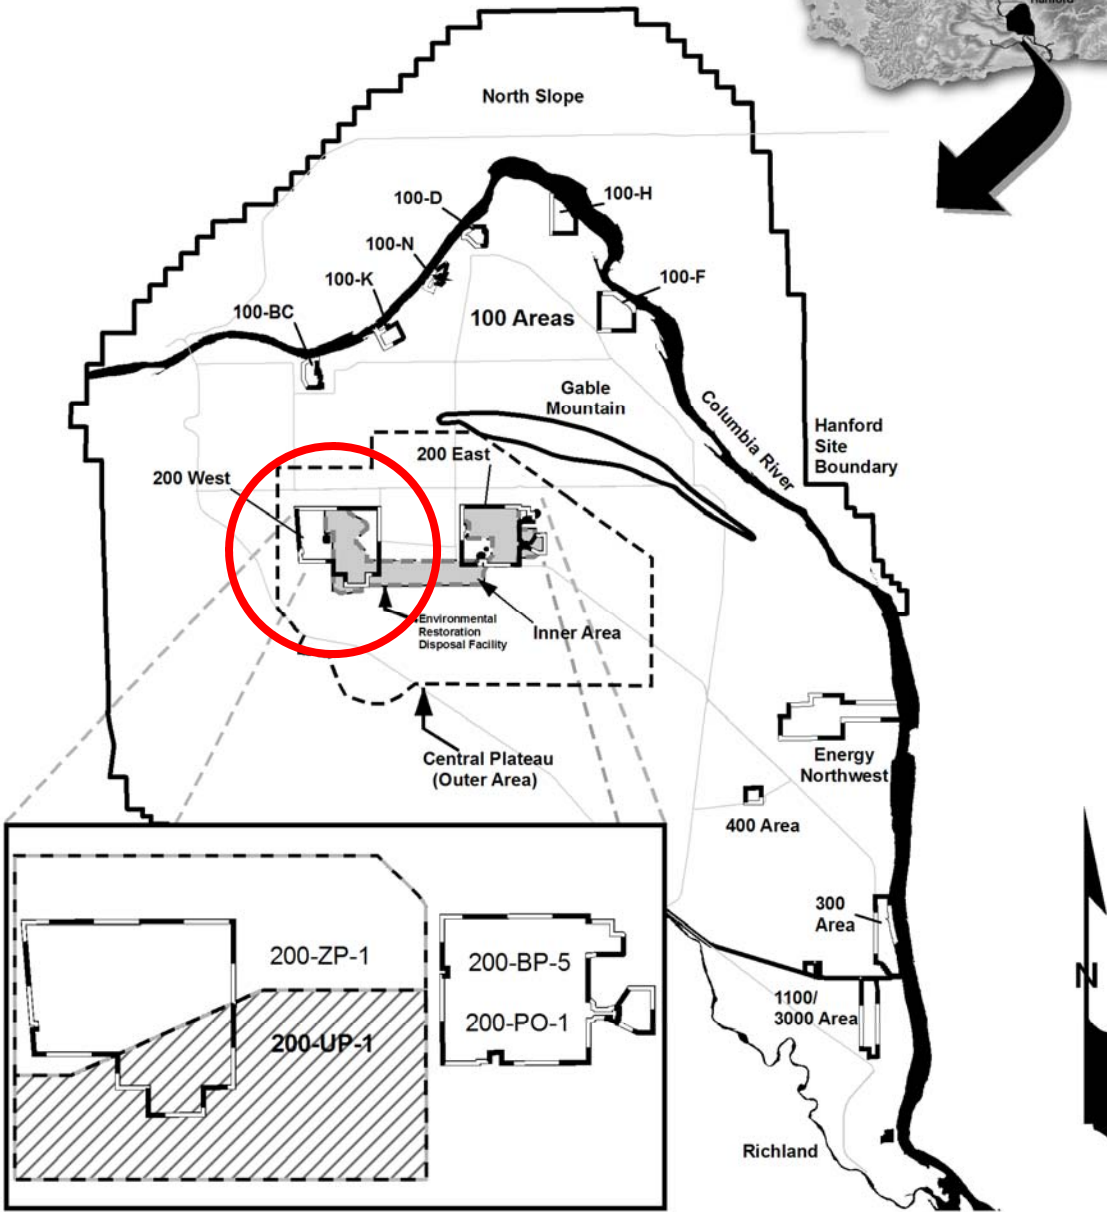 Hanford
North Slope
100-D
100-H
100-N
100-K
100-F
100-BC
100 Areas
Gable
Mountain
Columbia River
Hanford
Site
Boundary
200 East
200 West
Environmental
Restoration
Disposal Facility
Inner Area
Central Plateau
(Outer Area)
Energy
Northwest
400 Area
300
Area
1100/
3000 Area
Richland
200-ZP-1
200-UP-1
200-BP-5
200-PO-1
N